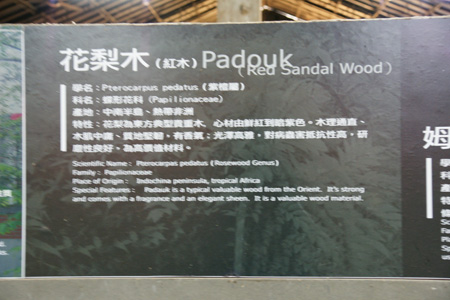 花梨木(紅木)Padouk
(Red Sandal Wood)
學名:Pterocarpus pedatus(紫檀屬)
科名:蝶形花科(Papilionaceae)
產地:中南半島、熱帶非洲
特性:花梨為東方典型貴重木,心材由鮮紅到暗紫色。木理通直、
木肌中庸、質地堅韌,有香氣;光澤高雅,對病蟲害抵抗性高,研
磨性良好,為高價值材料。
Scientific Name: Pterocarpus pedatus (Rosewood Genus)
Family: Papilionaceae
Place of Origin: Indochina peninsula, tropical Africa
Special Features: Padauk is a typical valuable wood from the Orient. It's strong
and comes with a fragrance and an elegant sheen. It is a valuable wood material.